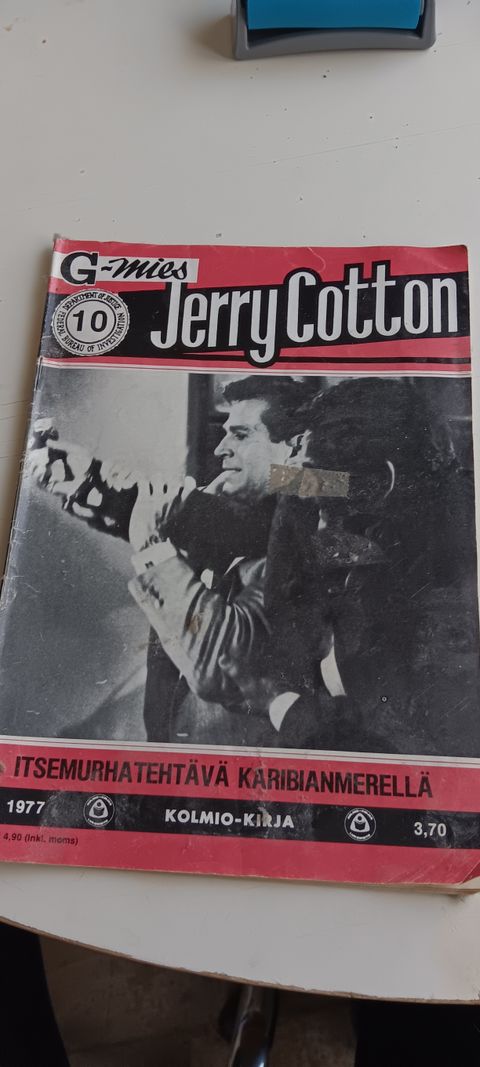 G-mies
Jerry Cotton
DEPARTMENT OF JUSTICE
10
FEDERAL BUREAU OF INVESTIGATION
ITSEMURHATEHTÄVÄ KARIBIANMERELLÄ
1977 KOLMIO-KIRJA 3,70
4,90 (inkl. moms)